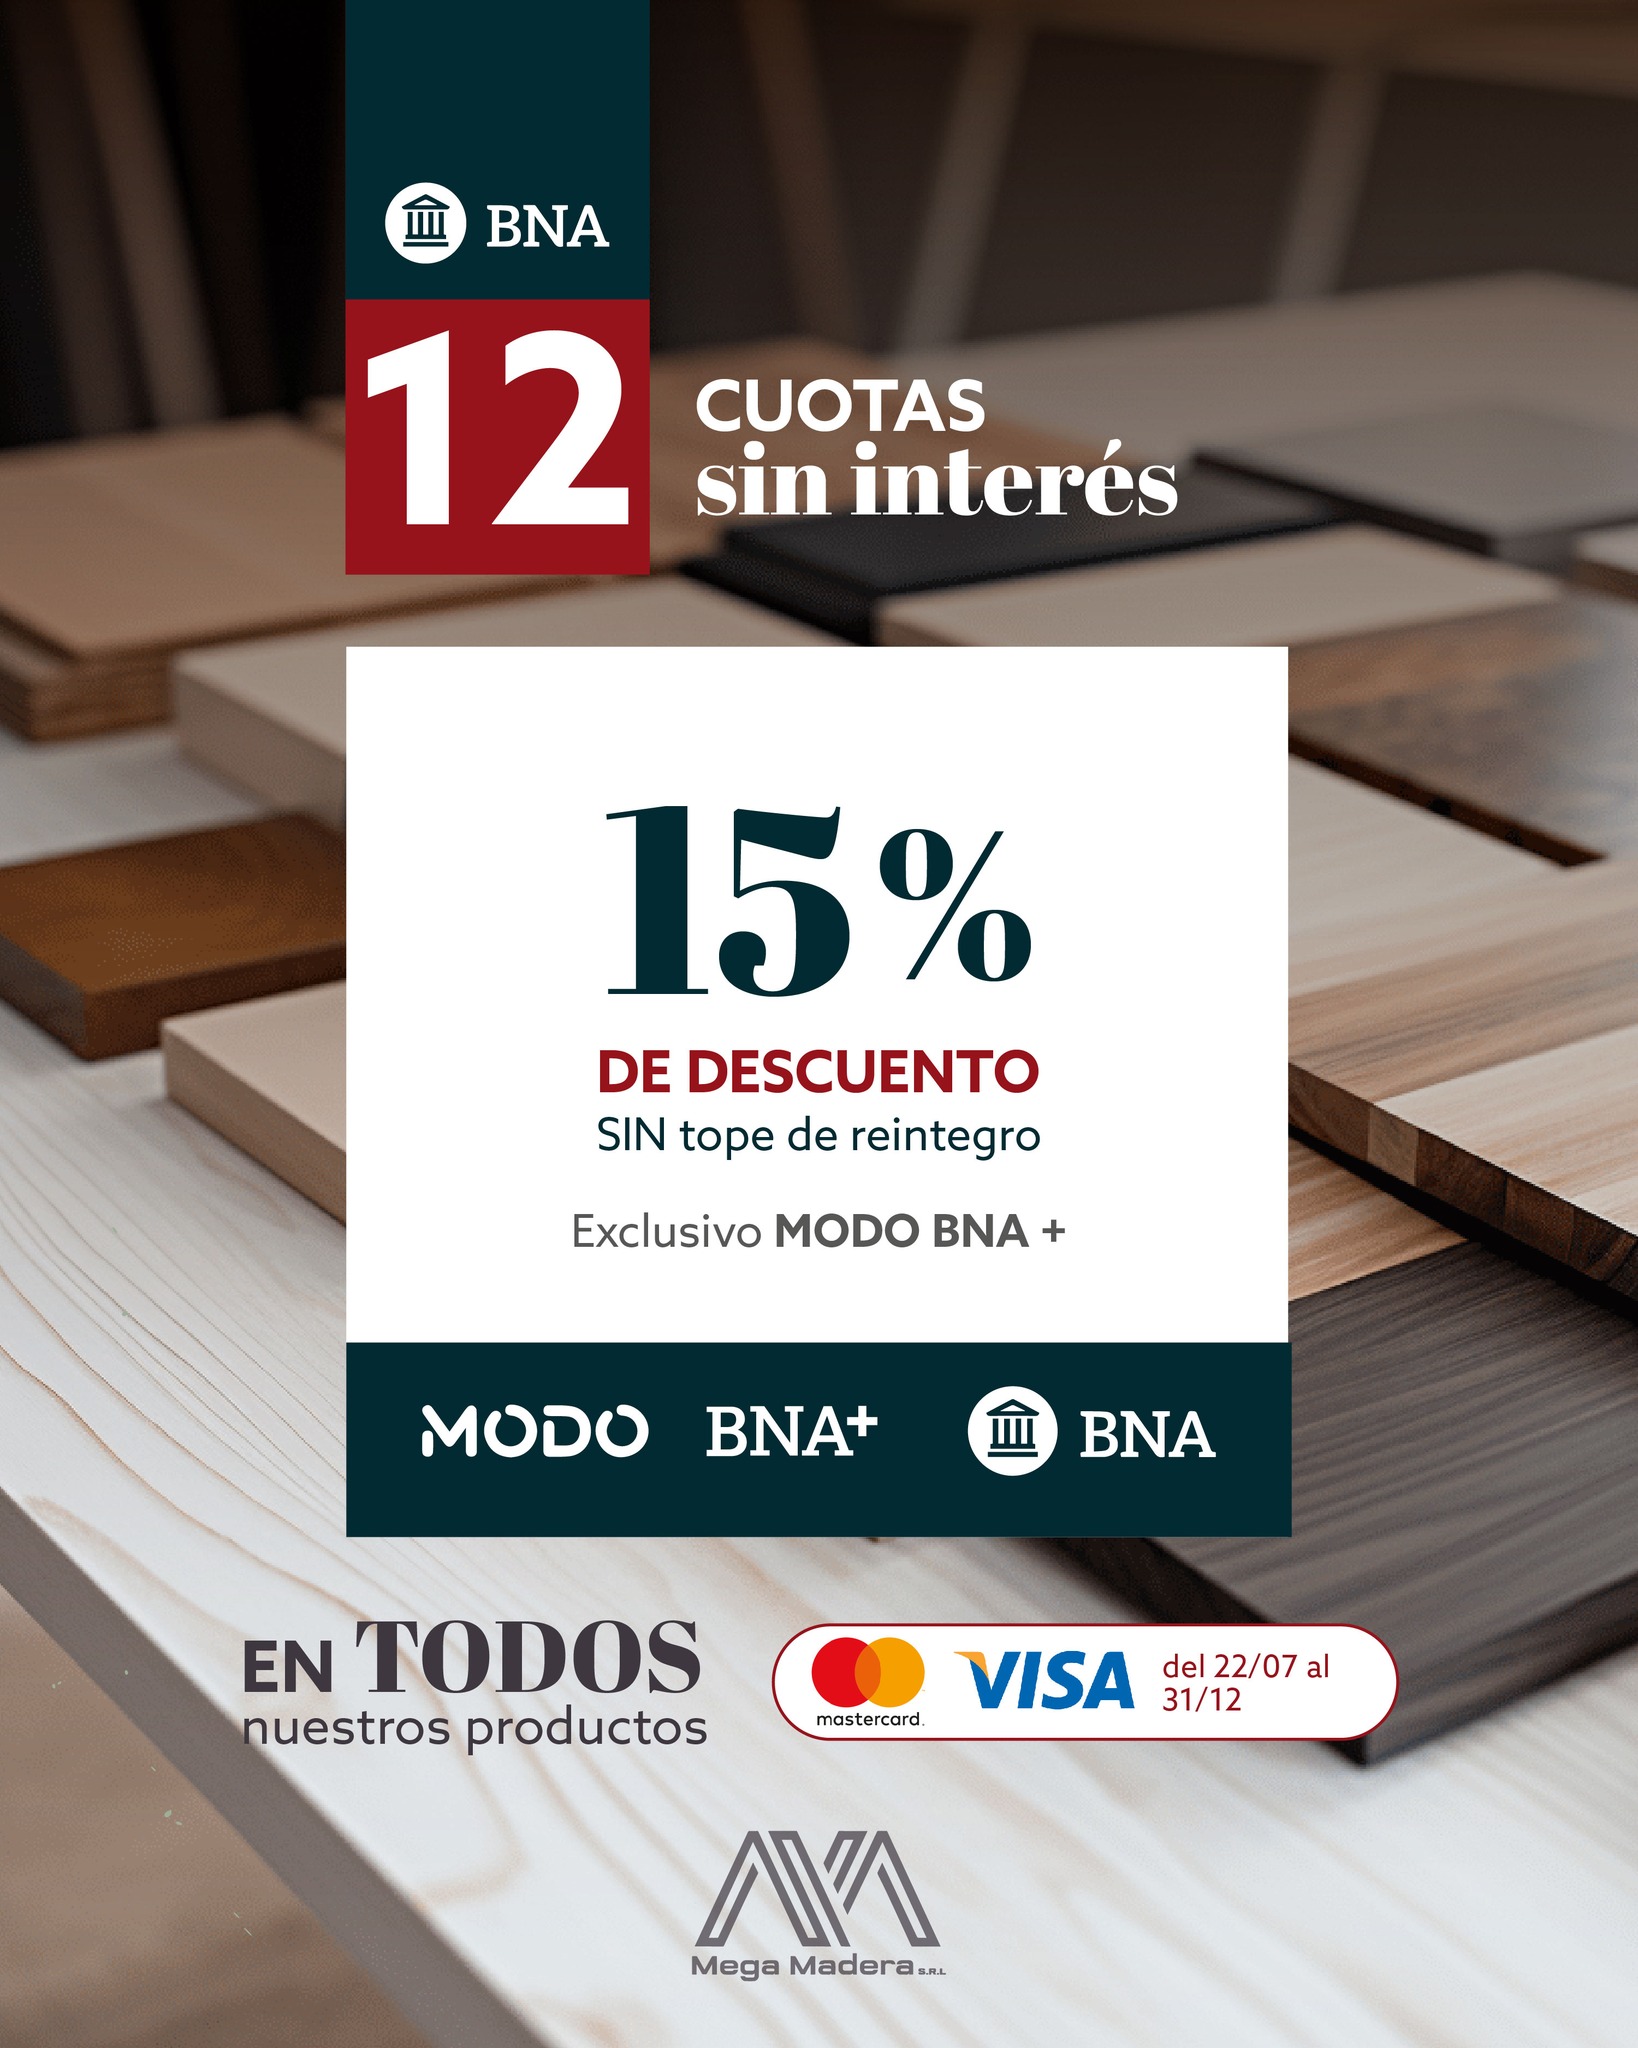 BNA
12
CUOTAS
sin interés
15%
DE DESCUENTO
SIN tope de reintegro
Exclusivo MODO BNA +
MODO BNA+ BNA
EN TODOS
nuestros productos
mastercard.
VISA
del 22/07 al
31/12
Mega Madera S.R.L